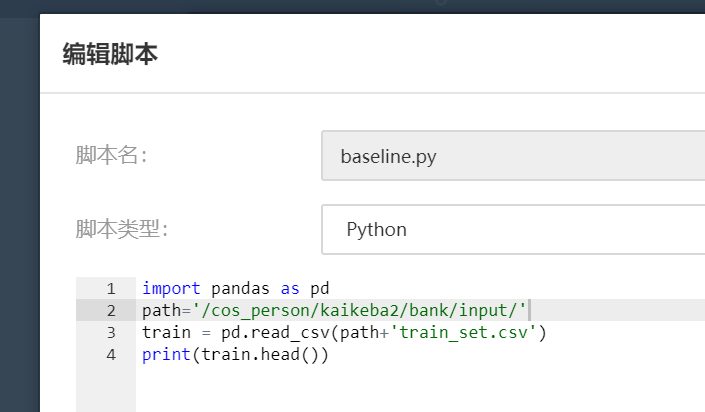 编辑脚本
脚本名：
baseline.py
脚本类型：
Python
1 import pandas as pd
2 path='/cos_person/kaikeba2/bank/input/'
3 train = pd.read_csv(path+'train_set.csv')
4 print(train.head())